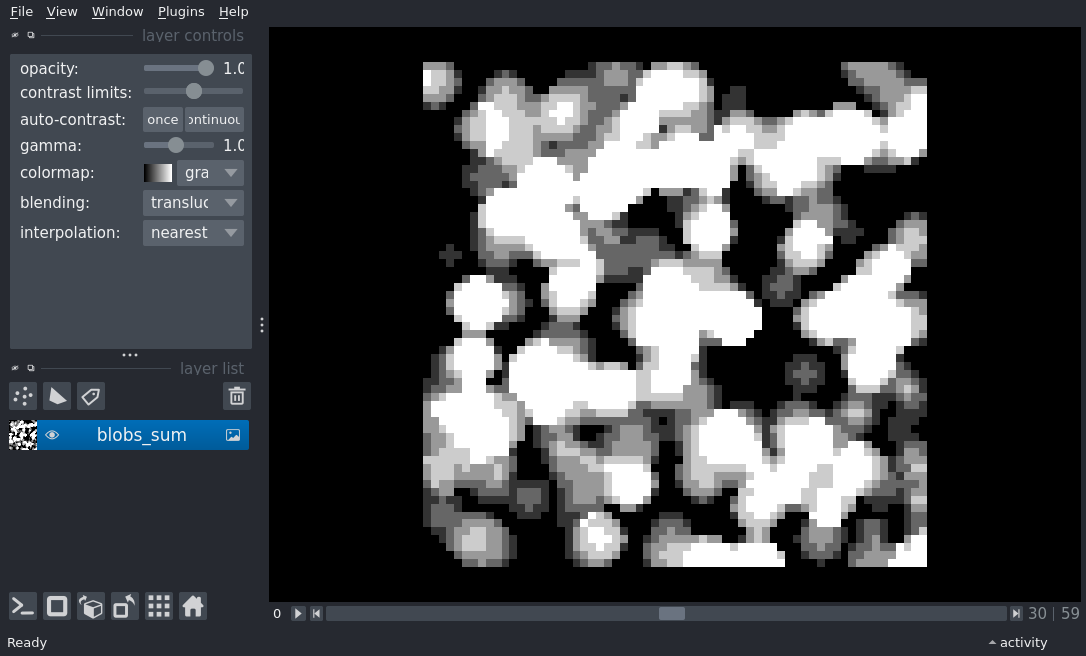 File View Window Plugins Help
layer controls
opacity: 1.0
contrast limits:
auto-contrast: once ontinuou
gamma: 1.0
colormap: gra
blending: transluc
interpolation: nearest
layer list
blobs_sum
0 30 | 59
Ready activity